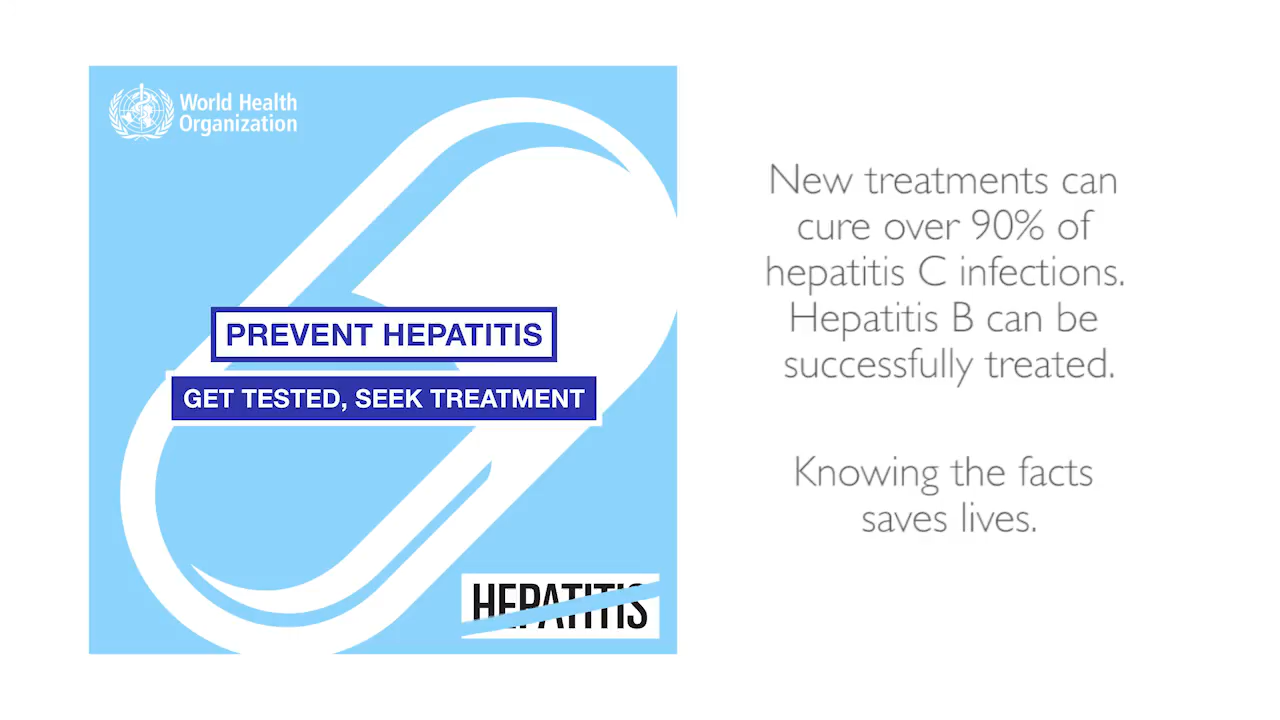 World Health
Organization
PREVENT HEPATITIS
GET TESTED, SEEK TREATMENT
HEPATITIS
New treatments can
cure over 90% of
hepatitis C infections.
Hepatitis B can be
successfully treated.
Knowing the facts
saves lives.